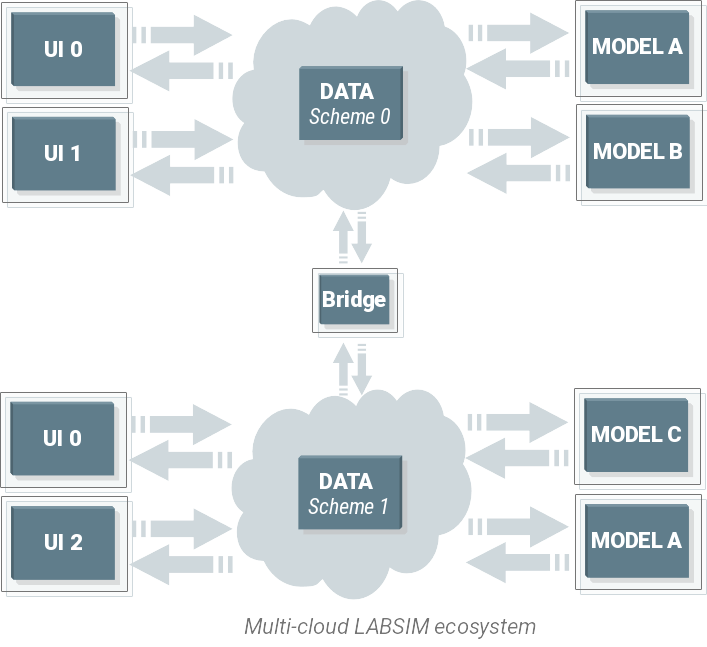 UI 0
MODEL A
DATA
Scheme 0
UI 1
MODEL B
Bridge
UI 0
MODEL C
DATA
Scheme 1
UI 2
MODEL A
Multi-cloud LABSIM ecosystem